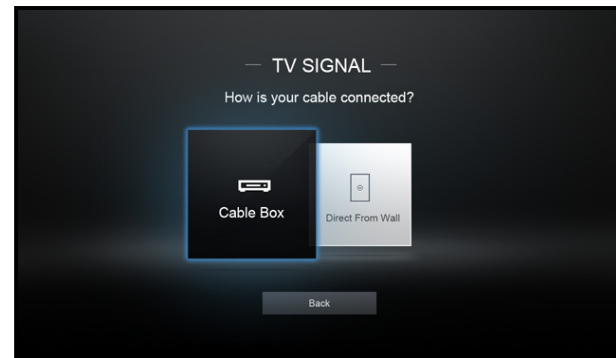 — TV SIGNAL —
How is your cable connected?
Cable Box
Direct From Wall
Back